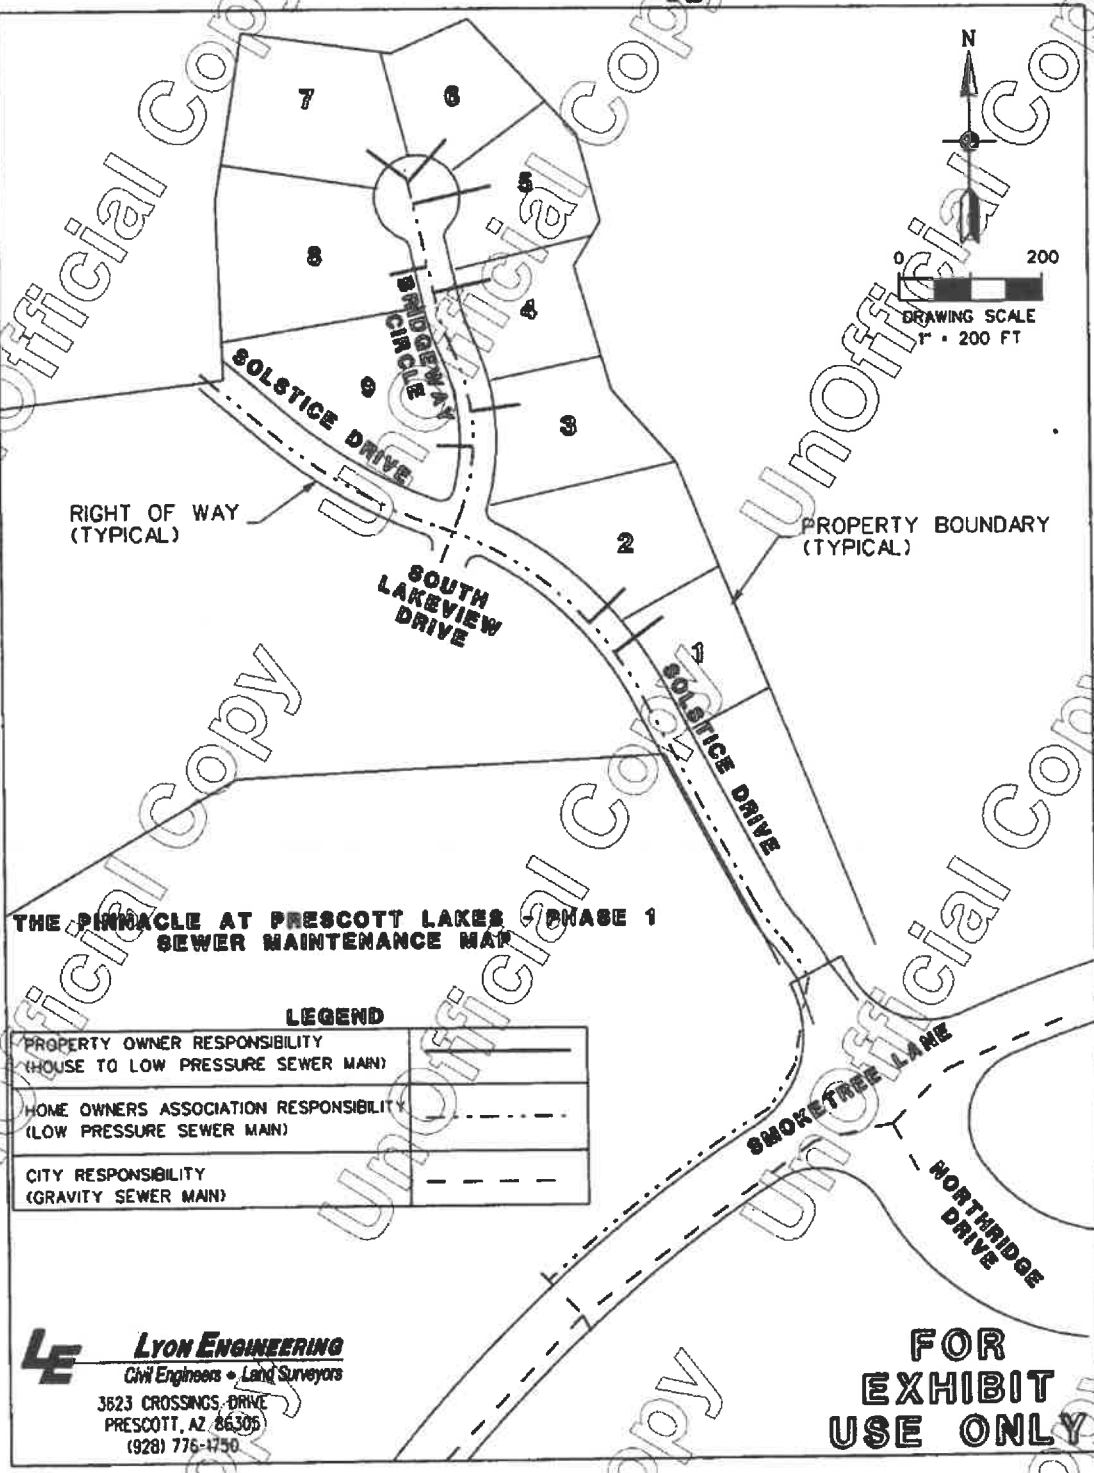 N
7
6
5
8
4
0 200
DRAWING SCALE
1" = 200 FT
BRIDGEWAY
CIRCLE
SOLSTICE DRIVE
9
3
RIGHT OF WAY
(TYPICAL)
PROPERTY BOUNDARY
(TYPICAL)
2
SOUTH
LAKEVIEW
DRIVE
1
SOLSTICE DRIVE
THE PINNACLE AT PRESCOTT LAKES - PHASE 1
SEWER MAINTENANCE MAP
LEGEND
PROPERTY OWNER RESPONSIBILITY
(HOUSE TO LOW PRESSURE SEWER MAIN)
HOME OWNERS ASSOCIATION RESPONSIBILITY
(LOW PRESSURE SEWER MAIN)
CITY RESPONSIBILITY
(GRAVITY SEWER MAIN)
SMOKETREE LANE
NORTHRIDGE
DRIVE
LE
LYON ENGINEERING
Civil Engineers • Land Surveyors
3623 CROSSINGS DRIVE
PRESCOTT, AZ 86305
(928) 776-1750
FOR
EXHIBIT
USE ONLY
UnOfficial Copy
UnOfficial Copy
UnOfficial Copy
UnOfficial Copy
UnOfficial Copy
UnOfficial Copy